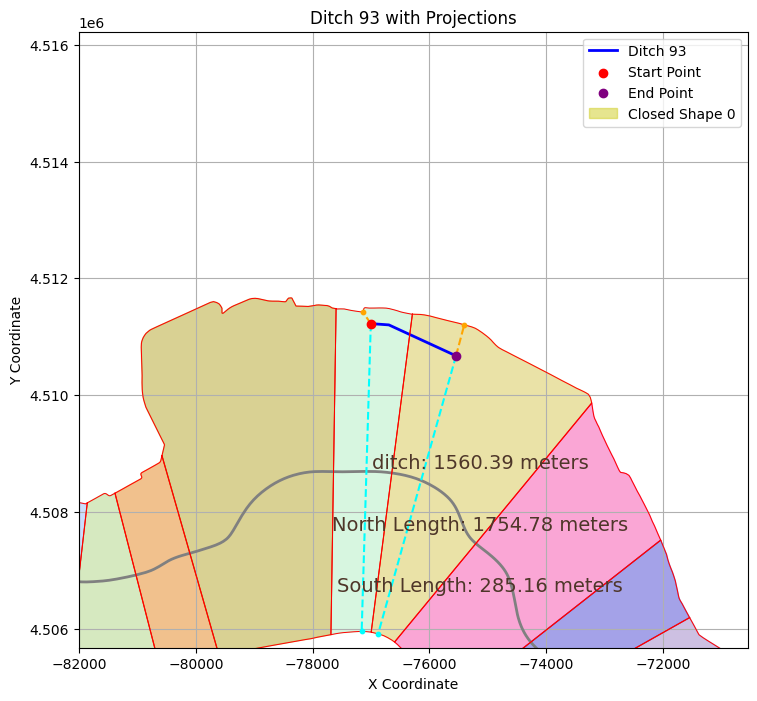 Ditch 93 with Projections
1e6
Ditch 93
Start Point
End Point
Closed Shape 0
4.516
4.514
4.512
4.510
4.508
4.506
Y Coordinate
ditch: 1560.39 meters
North Length: 1754.78 meters
South Length: 285.16 meters
−82000 −80000 −78000 −76000 −74000 −72000
X Coordinate